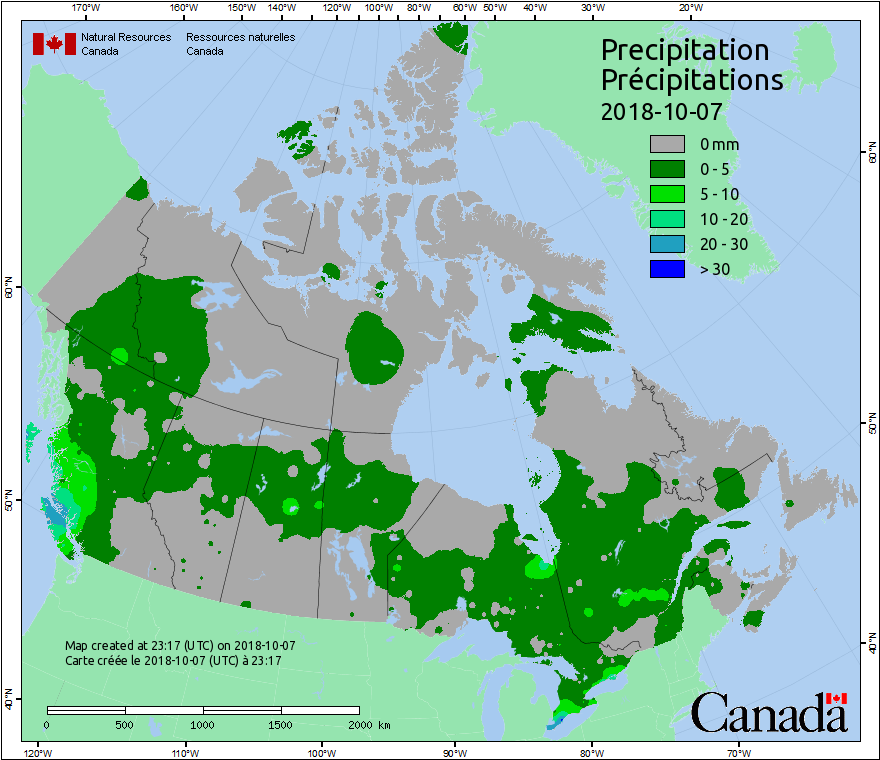 170°W 160°W 150°W 140°W 120°W 100°W 80°W 60°W 50°W 40°W 30°W 20°W
Natural Resources Ressources naturelles
Canada Canada
Precipitation
Précipitations
2018-10-07
0 mm
0 - 5
5 - 10
10 - 20
20 - 30
> 30
60°N
50°N
40°N
60°N
50°N
40°N
Map created at 23:17 (UTC) on 2018-10-07
Carte créée le 2018-10-07 (UTC) à 23:17
0 500 1000 1500 2000 km
Canada
120°W 110°W 100°W 90°W 80°W 70°W